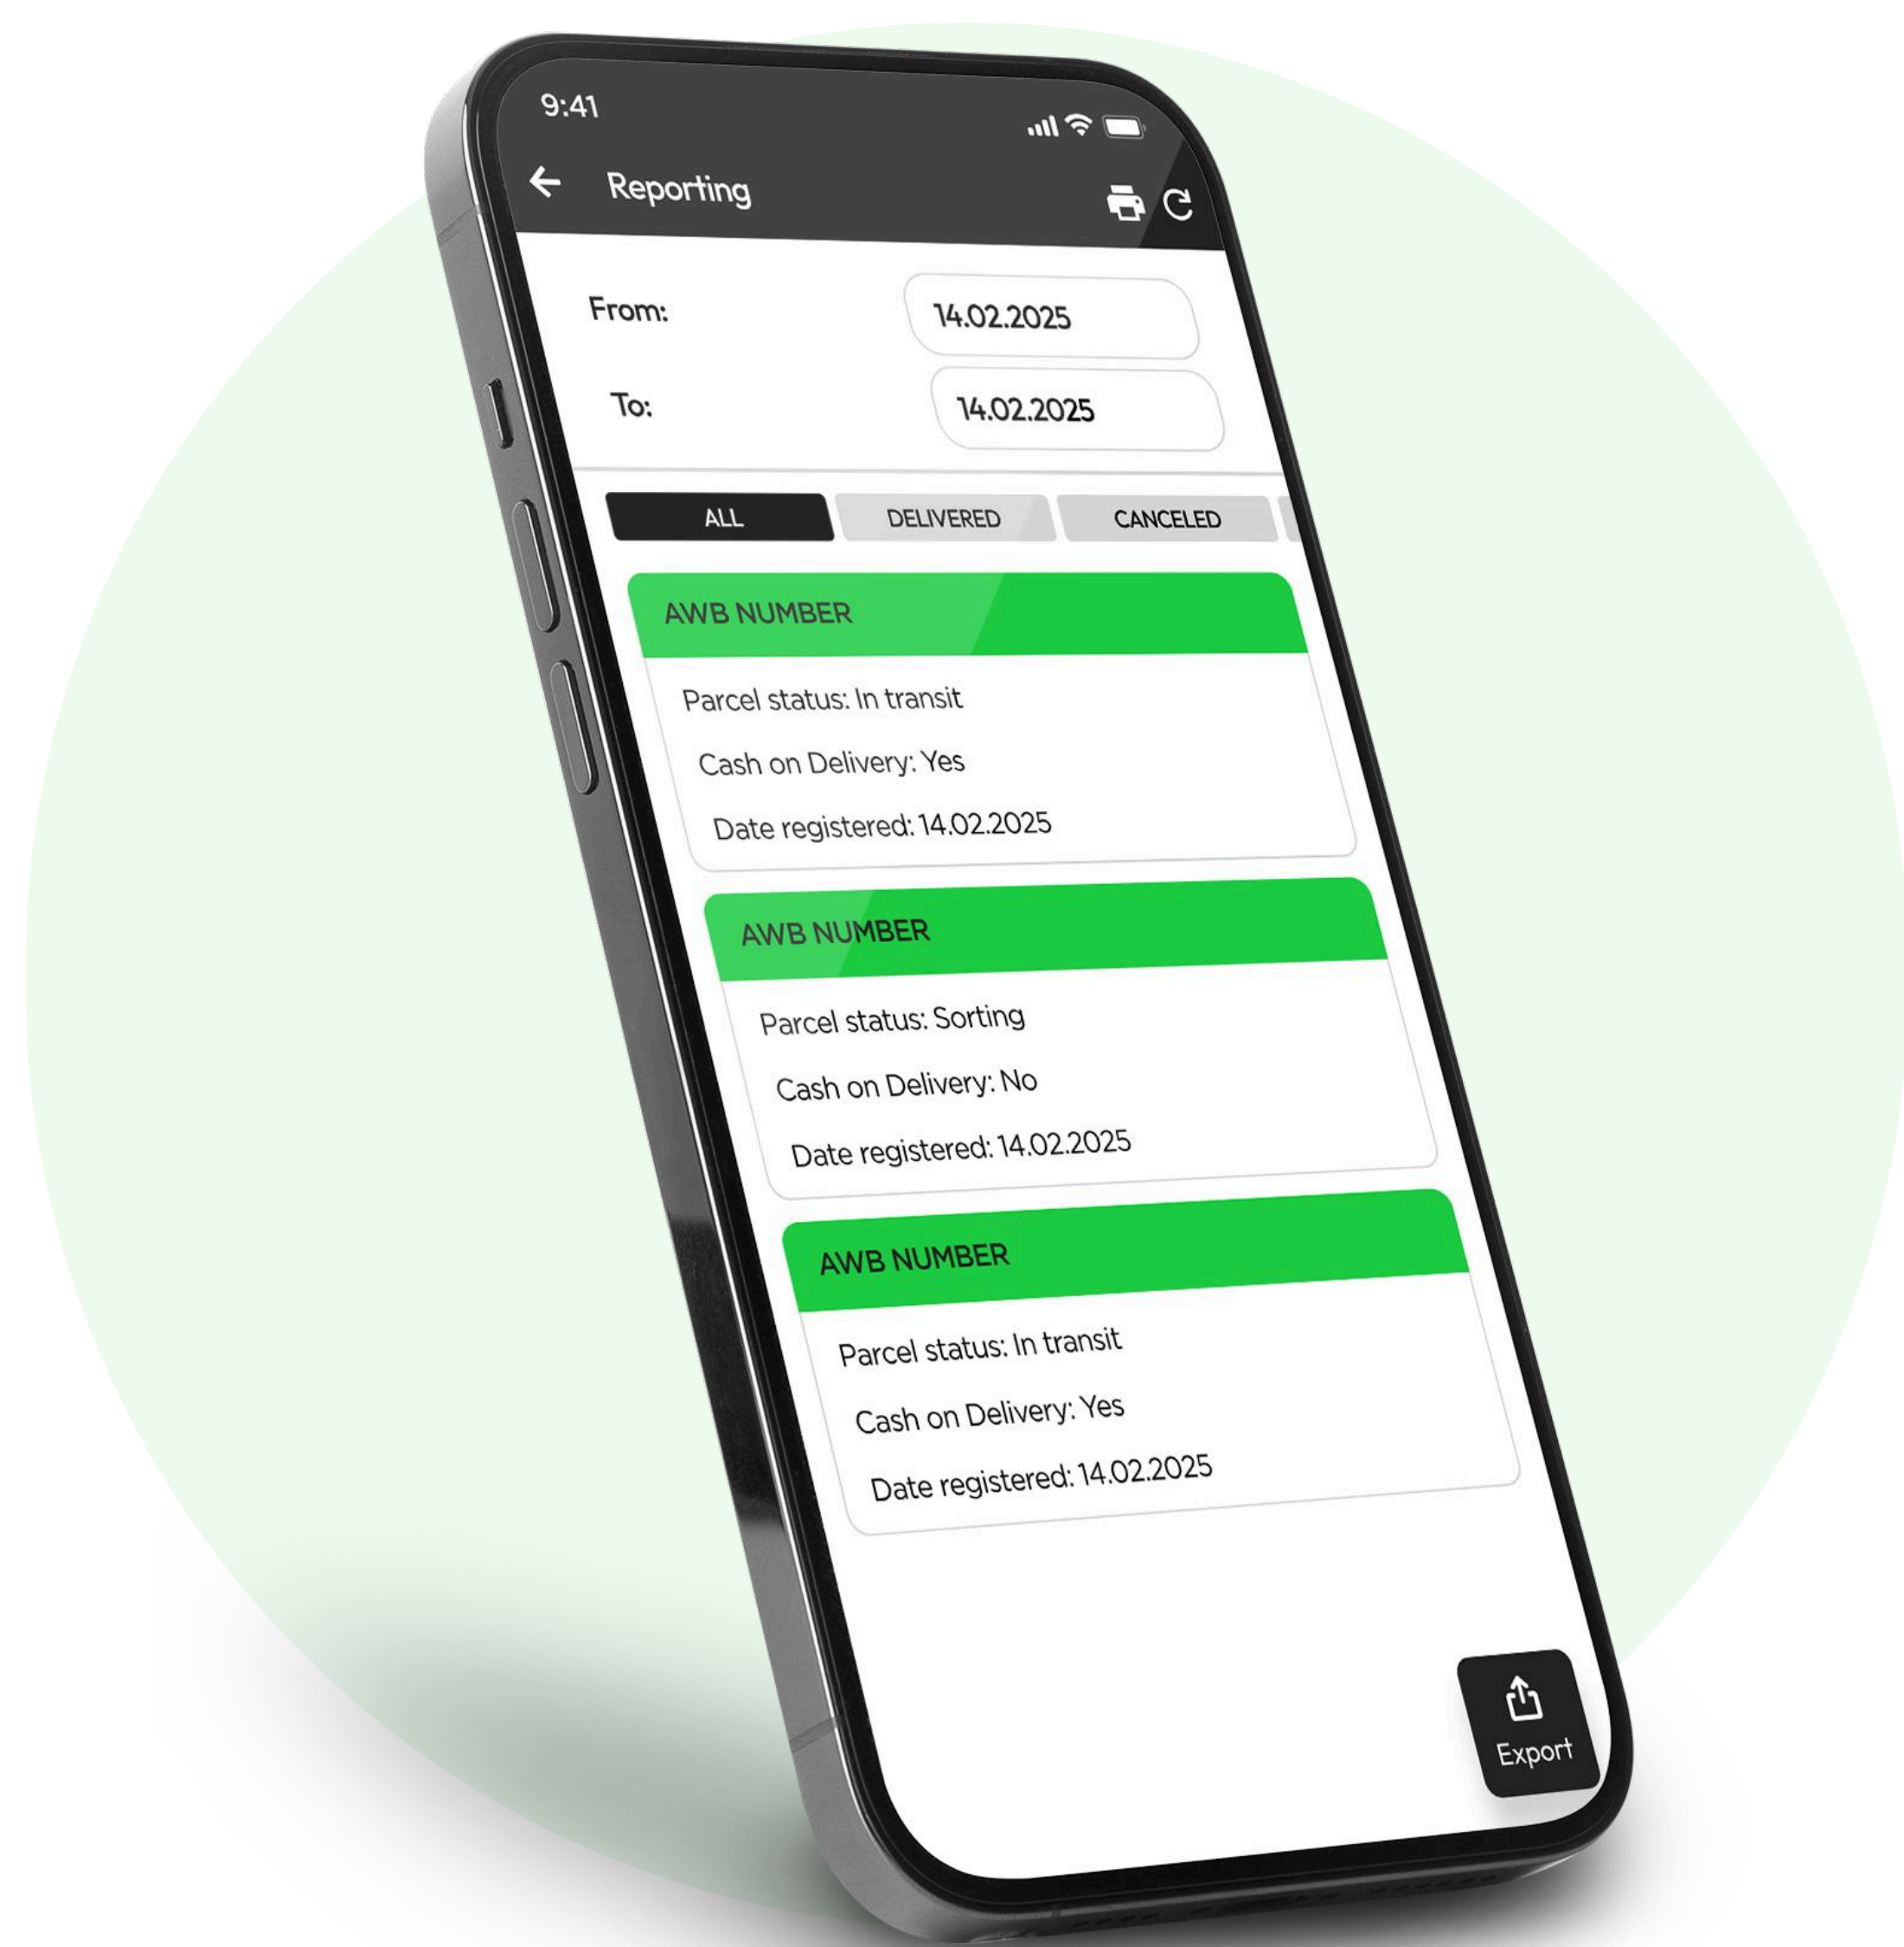 9:41
Reporting
From:
14.02.2025
To:
14.02.2025
ALL
DELIVERED
CANCELED
AWB NUMBER
Parcel status: In transit
Cash on Delivery: Yes
Date registered: 14.02.2025
AWB NUMBER
Parcel status: Sorting
Cash on Delivery: No
Date registered: 14.02.2025
AWB NUMBER
Parcel status: In transit
Cash on Delivery: Yes
Date registered: 14.02.2025
Export